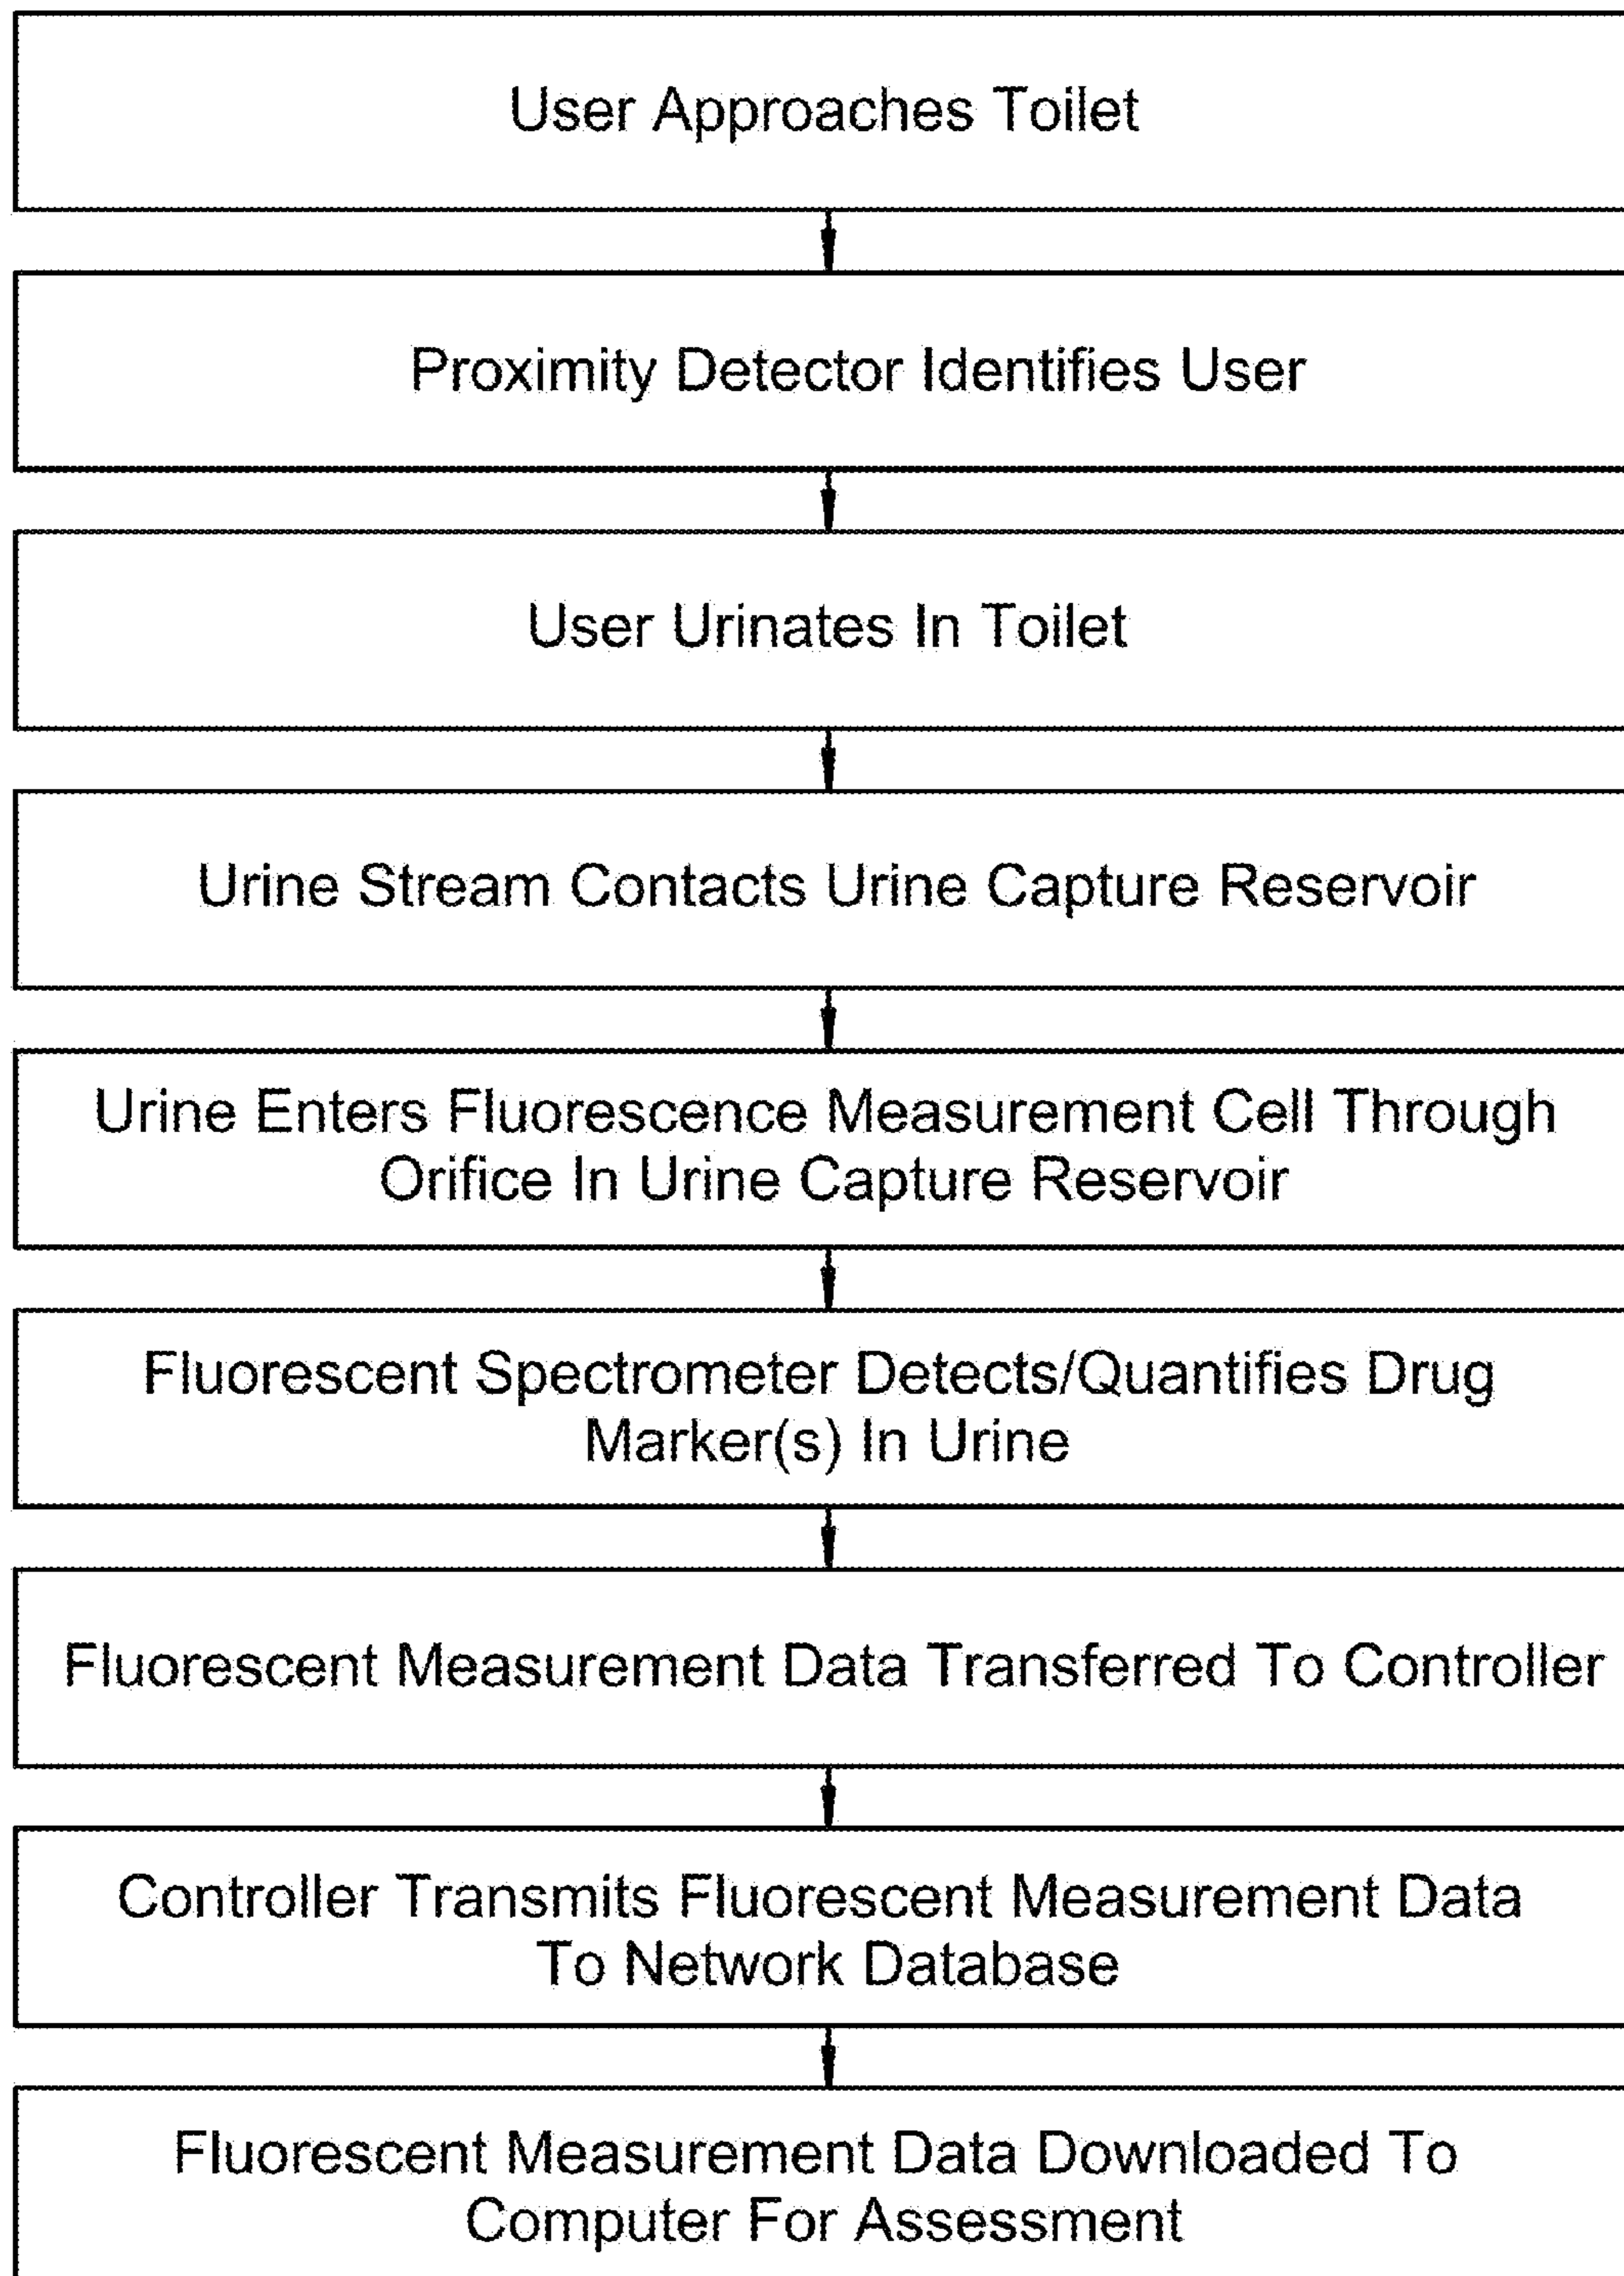 User Approaches Toilet
Proximity Detector Identifies User
User Urinates In Toilet
Urine Stream Contacts Urine Capture Reservoir
Urine Enters Fluorescence Measurement Cell Through
Orifice In Urine Capture Reservoir
Fluorescent Spectrometer Detects/Quantifies Drug
Marker(s) In Urine
Fluorescent Measurement Data Transferred To Controller
Controller Transmits Fluorescent Measurement Data
To Network Database
Fluorescent Measurement Data Downloaded To
Computer For Assessment